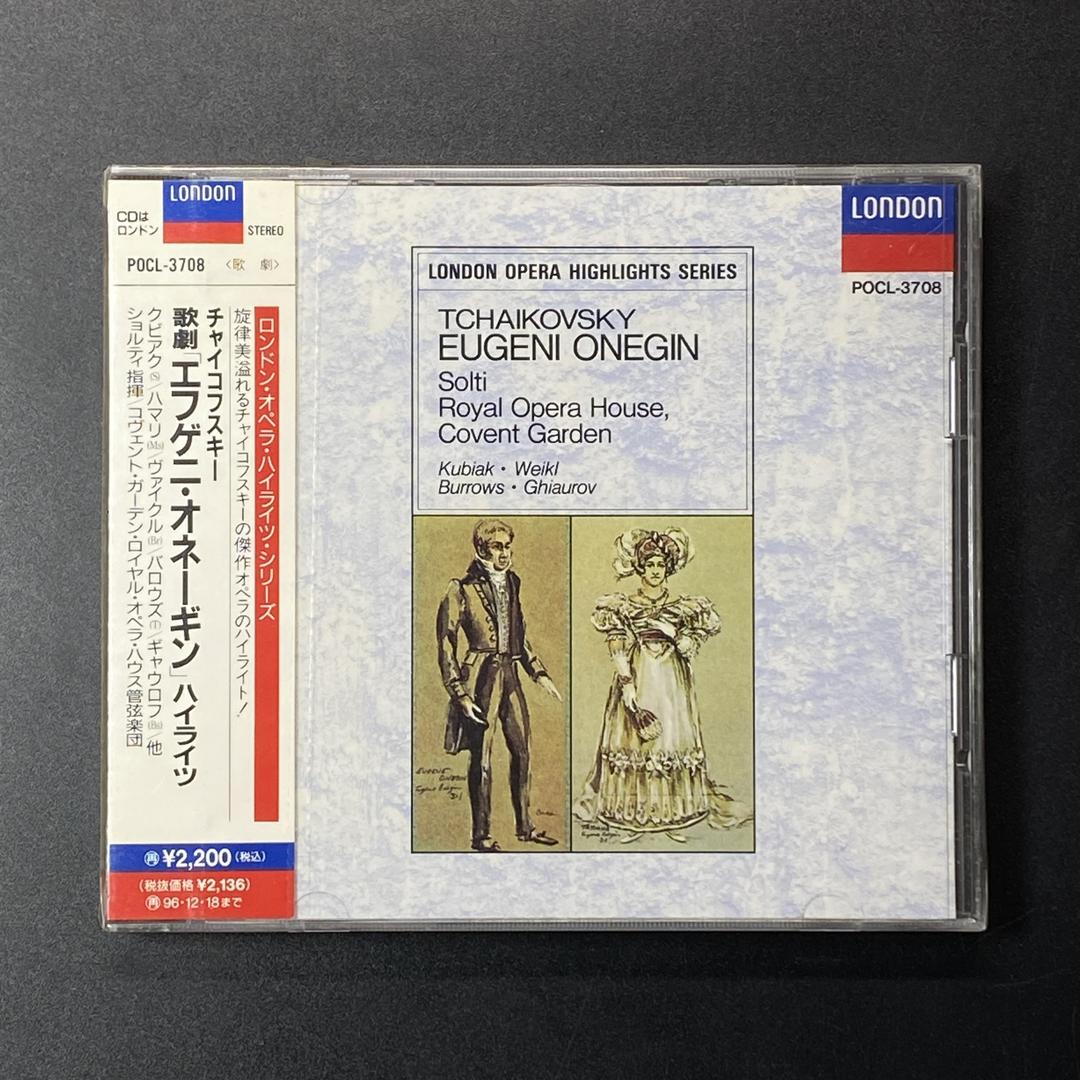 LONDON
CDは
ロンドン
STEREO
POCL-3708 〈歌 劇〉
ロンドン・オペラ・ハイライツ・シリーズ
旋律美溢れるチャイコフスキーの傑作オペラのハイライト!
チャイコフスキー
歌劇「エフゲニ・オネーギン」ハイライツ
クビアク(S)/ハマリ(Ms)/ヴァイクル(Br)/バロウズ(T)/ギャウロフ(Bs)/他
ショルティ指揮/コヴェント・ガーデン・ロイヤル・オペラ・ハウス管弦楽団
再 ¥2,200(税込)
(税抜価格 ¥2,136)
再 96・12・18まで
LONDON
POCL-3708
LONDON OPERA HIGHLIGHTS SERIES
TCHAIKOVSKY
EUGENI ONEGIN
Solti
Royal Opera House,
Covent Garden
Kubiak・Weikl
Burrows・Ghiaurov
EUGENE
ONEGIN